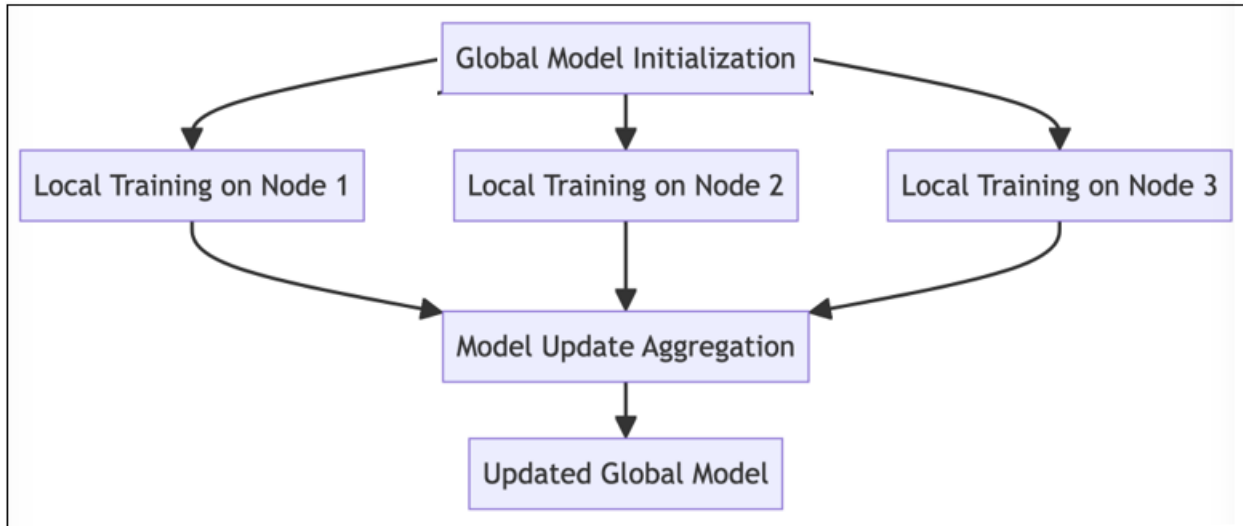 Global Model Initialization
Local Training on Node 1
Local Training on Node 2
Local Training on Node 3
Model Update Aggregation
Updated Global Model